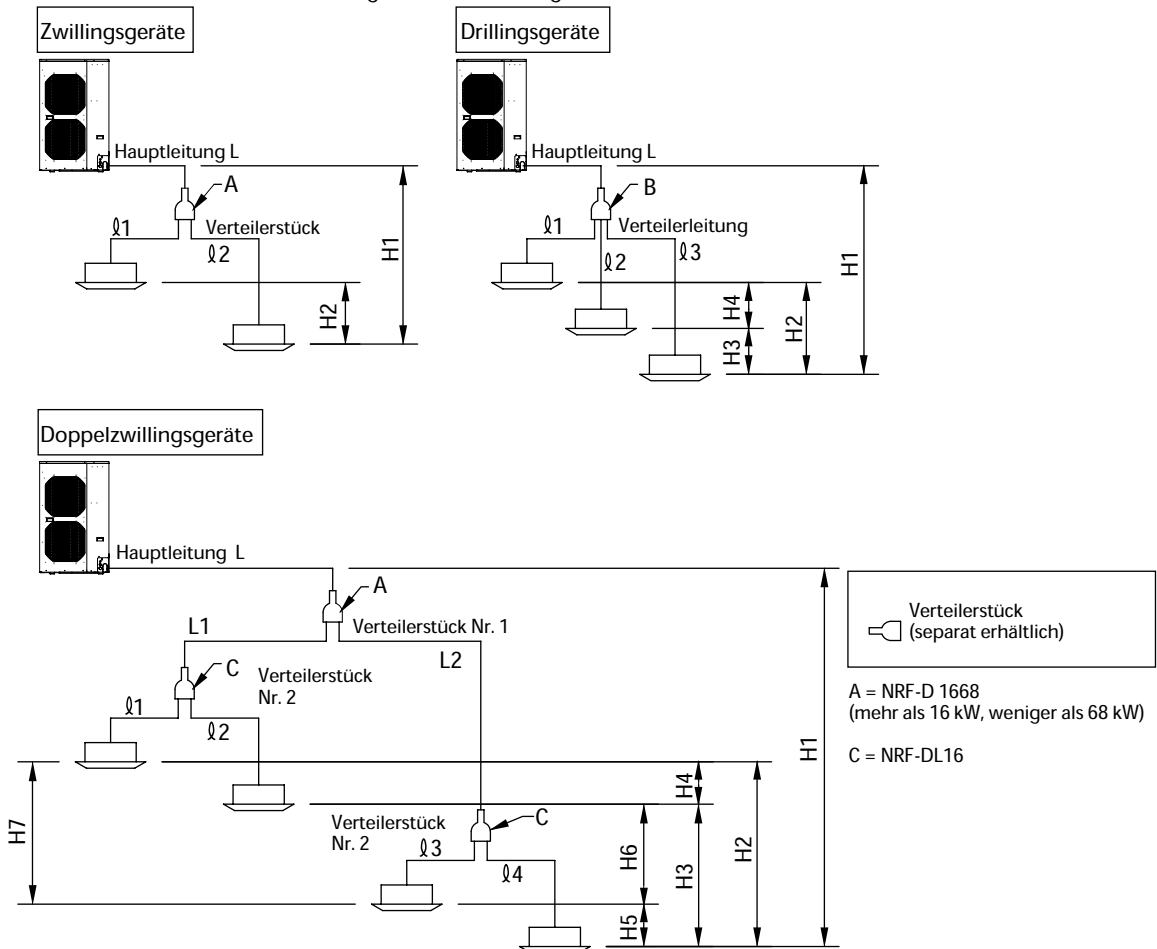 Zwillingsgeräte
Hauptleitung L
A
ℓ1
Verteilerstück
ℓ2
H2
H1
Drillingsgeräte
Hauptleitung L
B
ℓ1
Verteilerleitung
ℓ2
ℓ3
H4
H3
H2
H1
Doppelzwillingsgeräte
Hauptleitung L
A
L1
Verteilerstück Nr. 1
L2
C
Verteilerstück
Nr. 2
ℓ1
ℓ2
H7
Verteilerstück
Nr. 2
C
ℓ3
ℓ4
H4
H6
H3
H5
H2
H1
Verteilerstück
(separat erhältlich)
A = NRF-D 1668
(mehr als 16 kW, weniger als 68 kW)
C = NRF-DL16